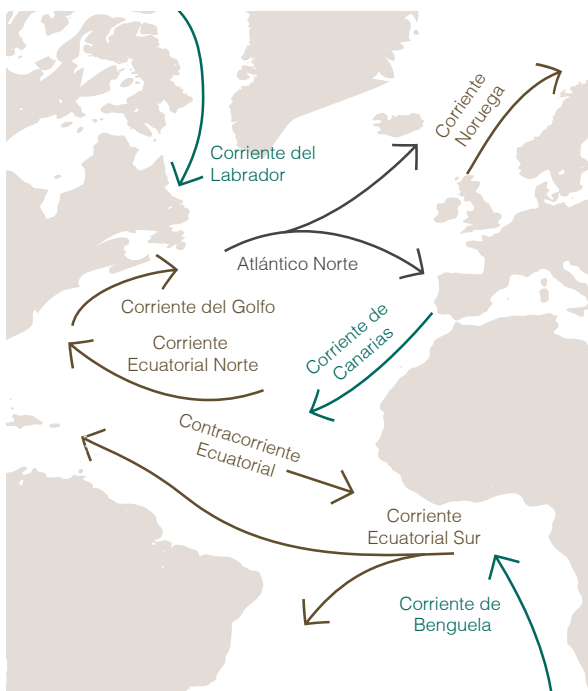 Corriente
Noruega
Corriente del
Labrador
Atlántico Norte
Corriente del Golfo
Corriente
Ecuatorial Norte
Corriente de
Canarias
Contracorriente
Ecuatorial
Corriente
Ecuatorial Sur
Corriente de
Benguela